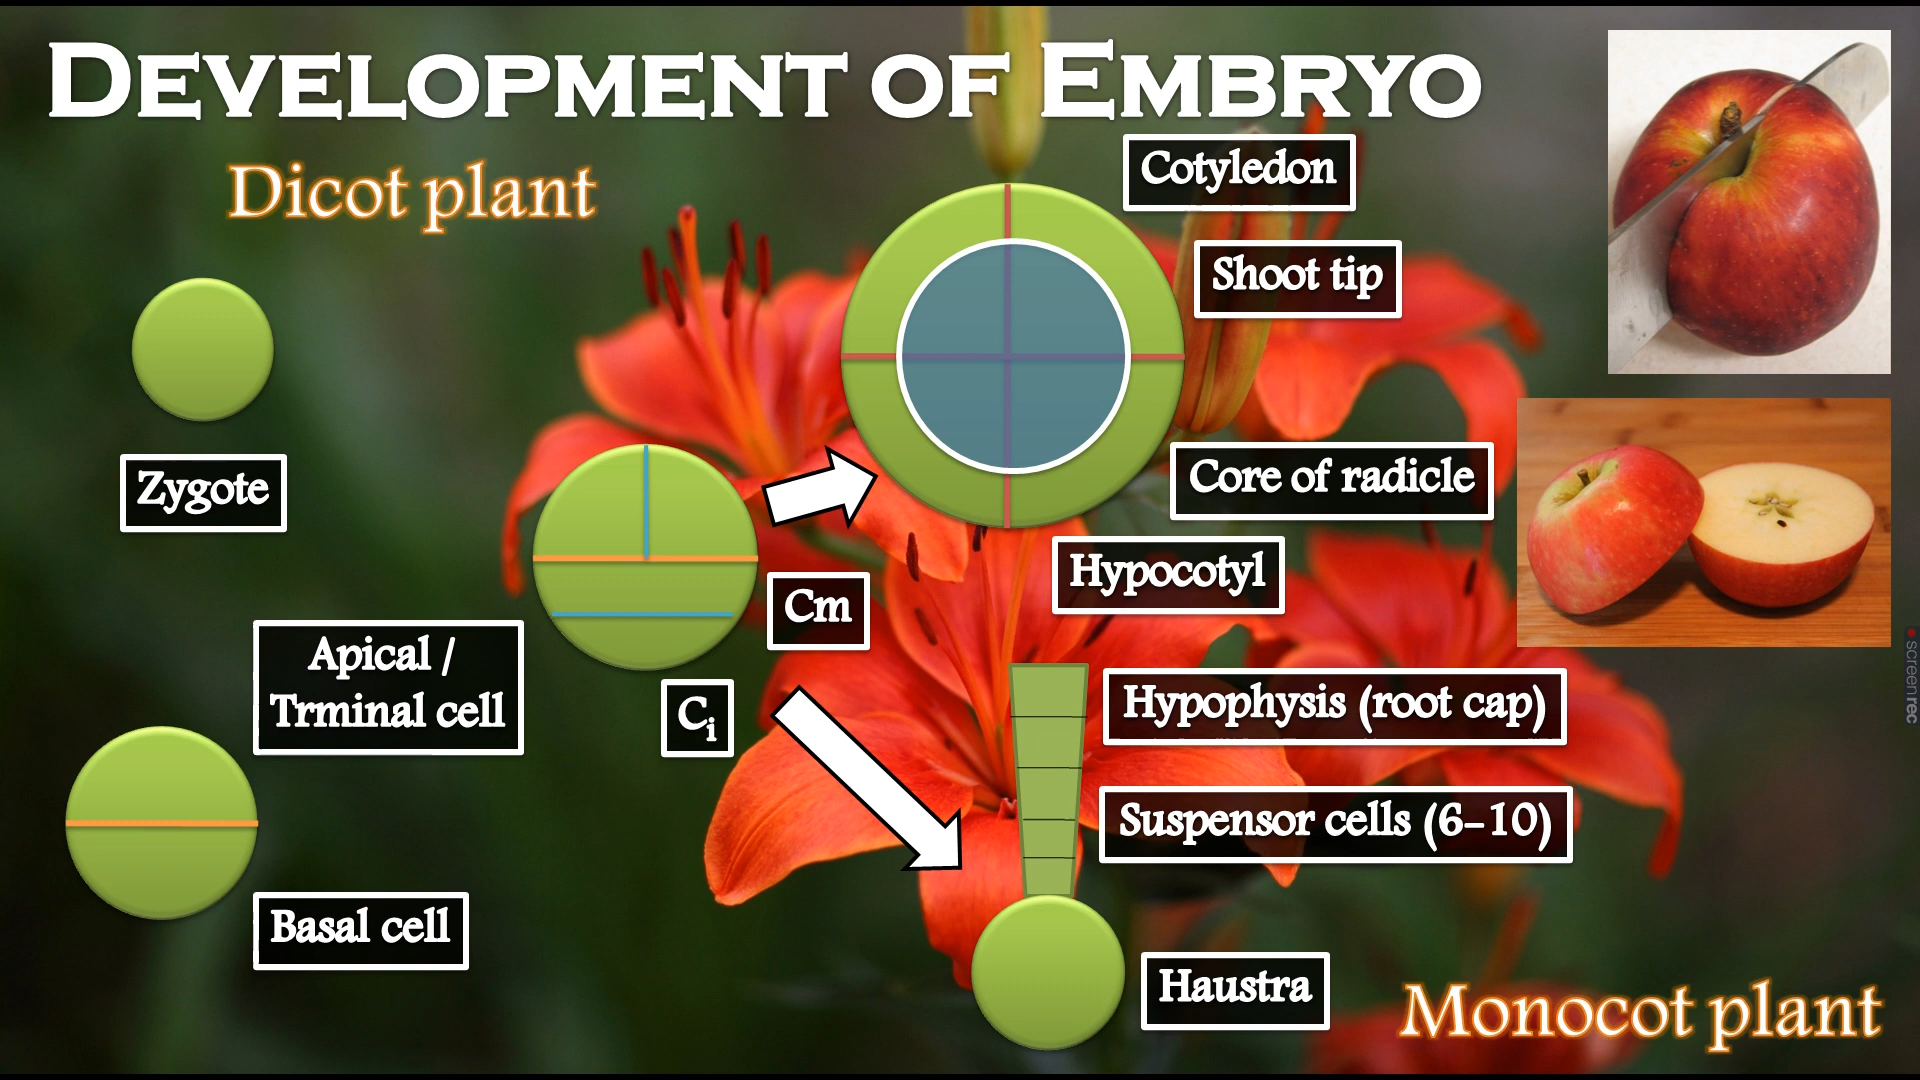 Development of Embryo
Dicot plant
Cotyledon
Shoot tip
Zygote
Core of radicle
Hypocotyl
Cm
Apical /
Trminal cell
Ci
Hypophysis (root cap)
Suspensor cells (6-10)
Basal cell
Haustra
Monocot plant
screenrec